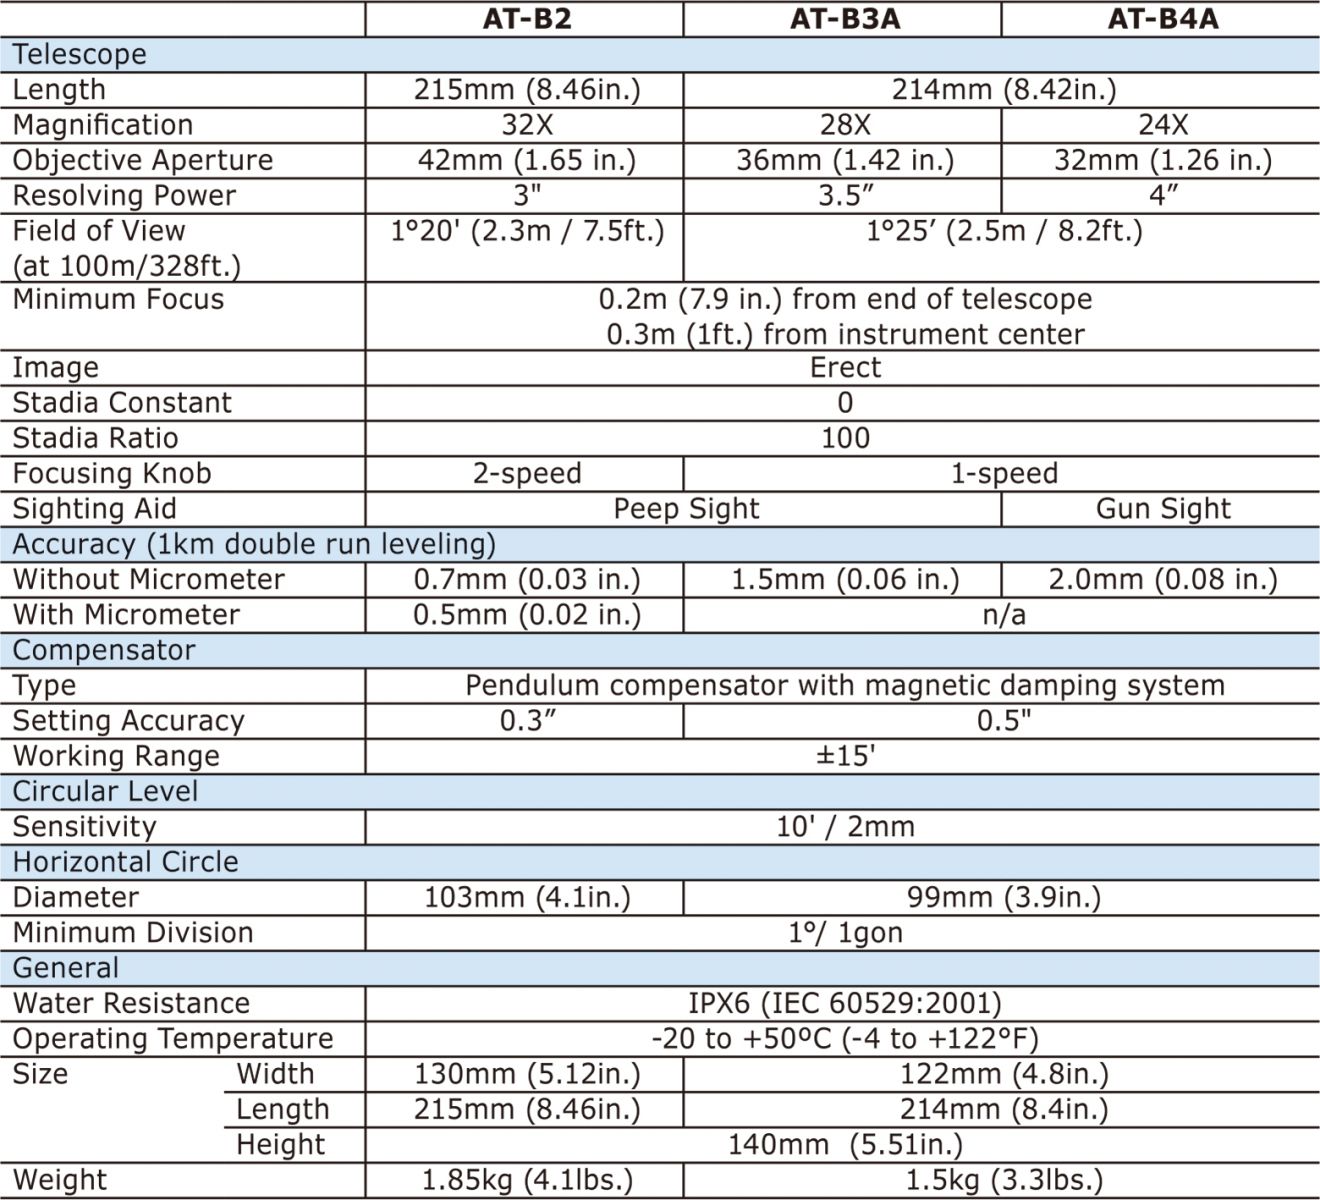 AT-B2 AT-B3A AT-B4A
Telescope
Length 215mm (8.46in.) 214mm (8.42in.)
Magnification 32X 28X 24X
Objective Aperture 42mm (1.65 in.) 36mm (1.42 in.) 32mm (1.26 in.)
Resolving Power 3" 3.5″ 4″
Field of View 1°20' (2.3m / 7.5ft.) 1°25′ (2.5m / 8.2ft.)
(at 100m/328ft.)
Minimum Focus 0.2m (7.9 in.) from end of telescope
0.3m (1ft.) from instrument center
Image Erect
Stadia Constant 0
Stadia Ratio 100
Focusing Knob 2-speed 1-speed
Sighting Aid Peep Sight Gun Sight
Accuracy (1km double run leveling)
Without Micrometer 0.7mm (0.03 in.) 1.5mm (0.06 in.) 2.0mm (0.08 in.)
With Micrometer 0.5mm (0.02 in.) n/a
Compensator
Type Pendulum compensator with magnetic damping system
Setting Accuracy 0.3″ 0.5"
Working Range ±15'
Circular Level
Sensitivity 10' / 2mm
Horizontal Circle
Diameter 103mm (4.1in.) 99mm (3.9in.)
Minimum Division 1º/ 1gon
General
Water Resistance IPX6 (IEC 60529:2001)
Operating Temperature -20 to +50ºC (-4 to +122°F)
Size Width 130mm (5.12in.) 122mm (4.8in.)
Length 215mm (8.46in.) 214mm (8.4in.)
Height 140mm (5.51in.)
Weight 1.85kg (4.1lbs.) 1.5kg (3.3lbs.)